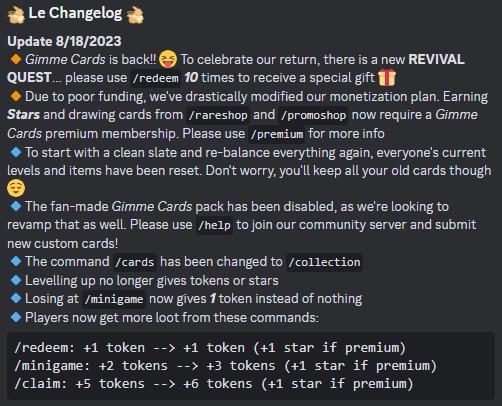 Le Changelog
Update 8/18/2023
Gimme Cards is back!! To celebrate our return, there is a new REVIVAL
QUEST... please use /redeem 10 times to receive a special gift
Due to poor funding, we've drastically modified our monetization plan. Earning
Stars and drawing cards from /rareshop and /promoshop now require a Gimme
Cards premium membership. Please use /premium for more info
To start with a clean slate and re-balance everything again, everyone's current
levels and items have been reset. Don't worry, you'll keep all your old cards though
The fan-made Gimme Cards pack has been disabled, as we're looking to
revamp that as well. Please use /help to join our community server and submit
new custom cards!
The command /cards has been changed to /collection
Levelling up no longer gives tokens or stars
Losing at /minigame now gives 1 token instead of nothing
Players now get more loot from these commands:
/redeem: +1 token --> +1 token (+1 star if premium)
/minigame: +2 tokens --> +3 tokens (+1 star if premium)
/claim: +5 tokens --> +6 tokens (+1 star if premium)